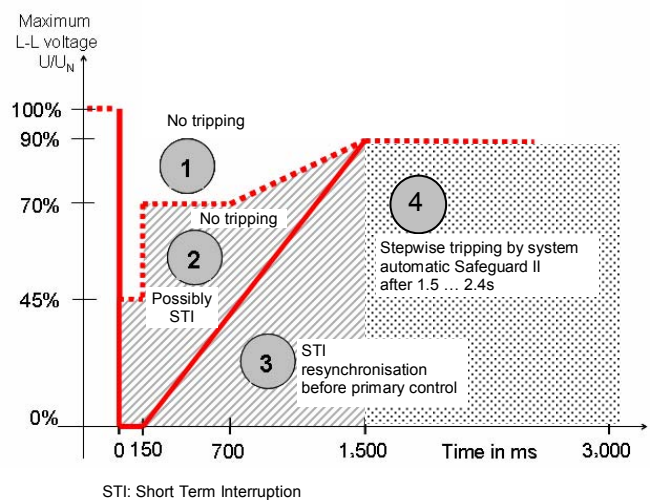 Maximum
L-L voltage
U/UN
100%
90%
70%
45%
0%
No tripping
1
No tripping
2
Possibly
STI
3
STI
resynchronisation
before primary control
4
Stepwise tripping by system
automatic Safeguard II
after 1.5 ... 2.4s
0 150 700 1.500 Time in ms 3.000
STI: Short Term Interruption